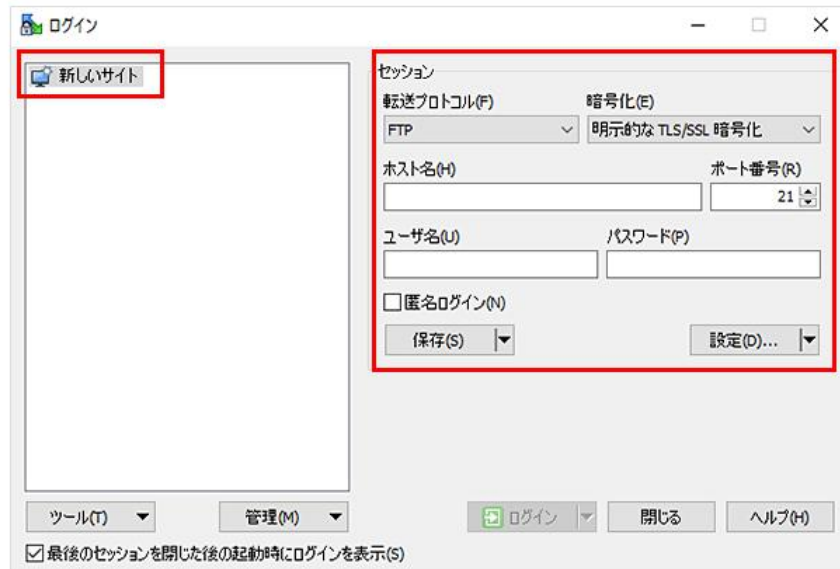 ログイン
新しいサイト
セッション
転送プロトコル(F)
暗号化(E)
FTP
明示的な TLS/SSL 暗号化
ホスト名(H)
ポート番号(R)
21
ユーザ名(U)
パスワード(P)
匿名ログイン(N)
保存(S)
設定(D)...
ツール(T)
管理(M)
ログイン
閉じる
ヘルプ(H)
最後のセッションを閉じた後の起動時にログインを表示(S)